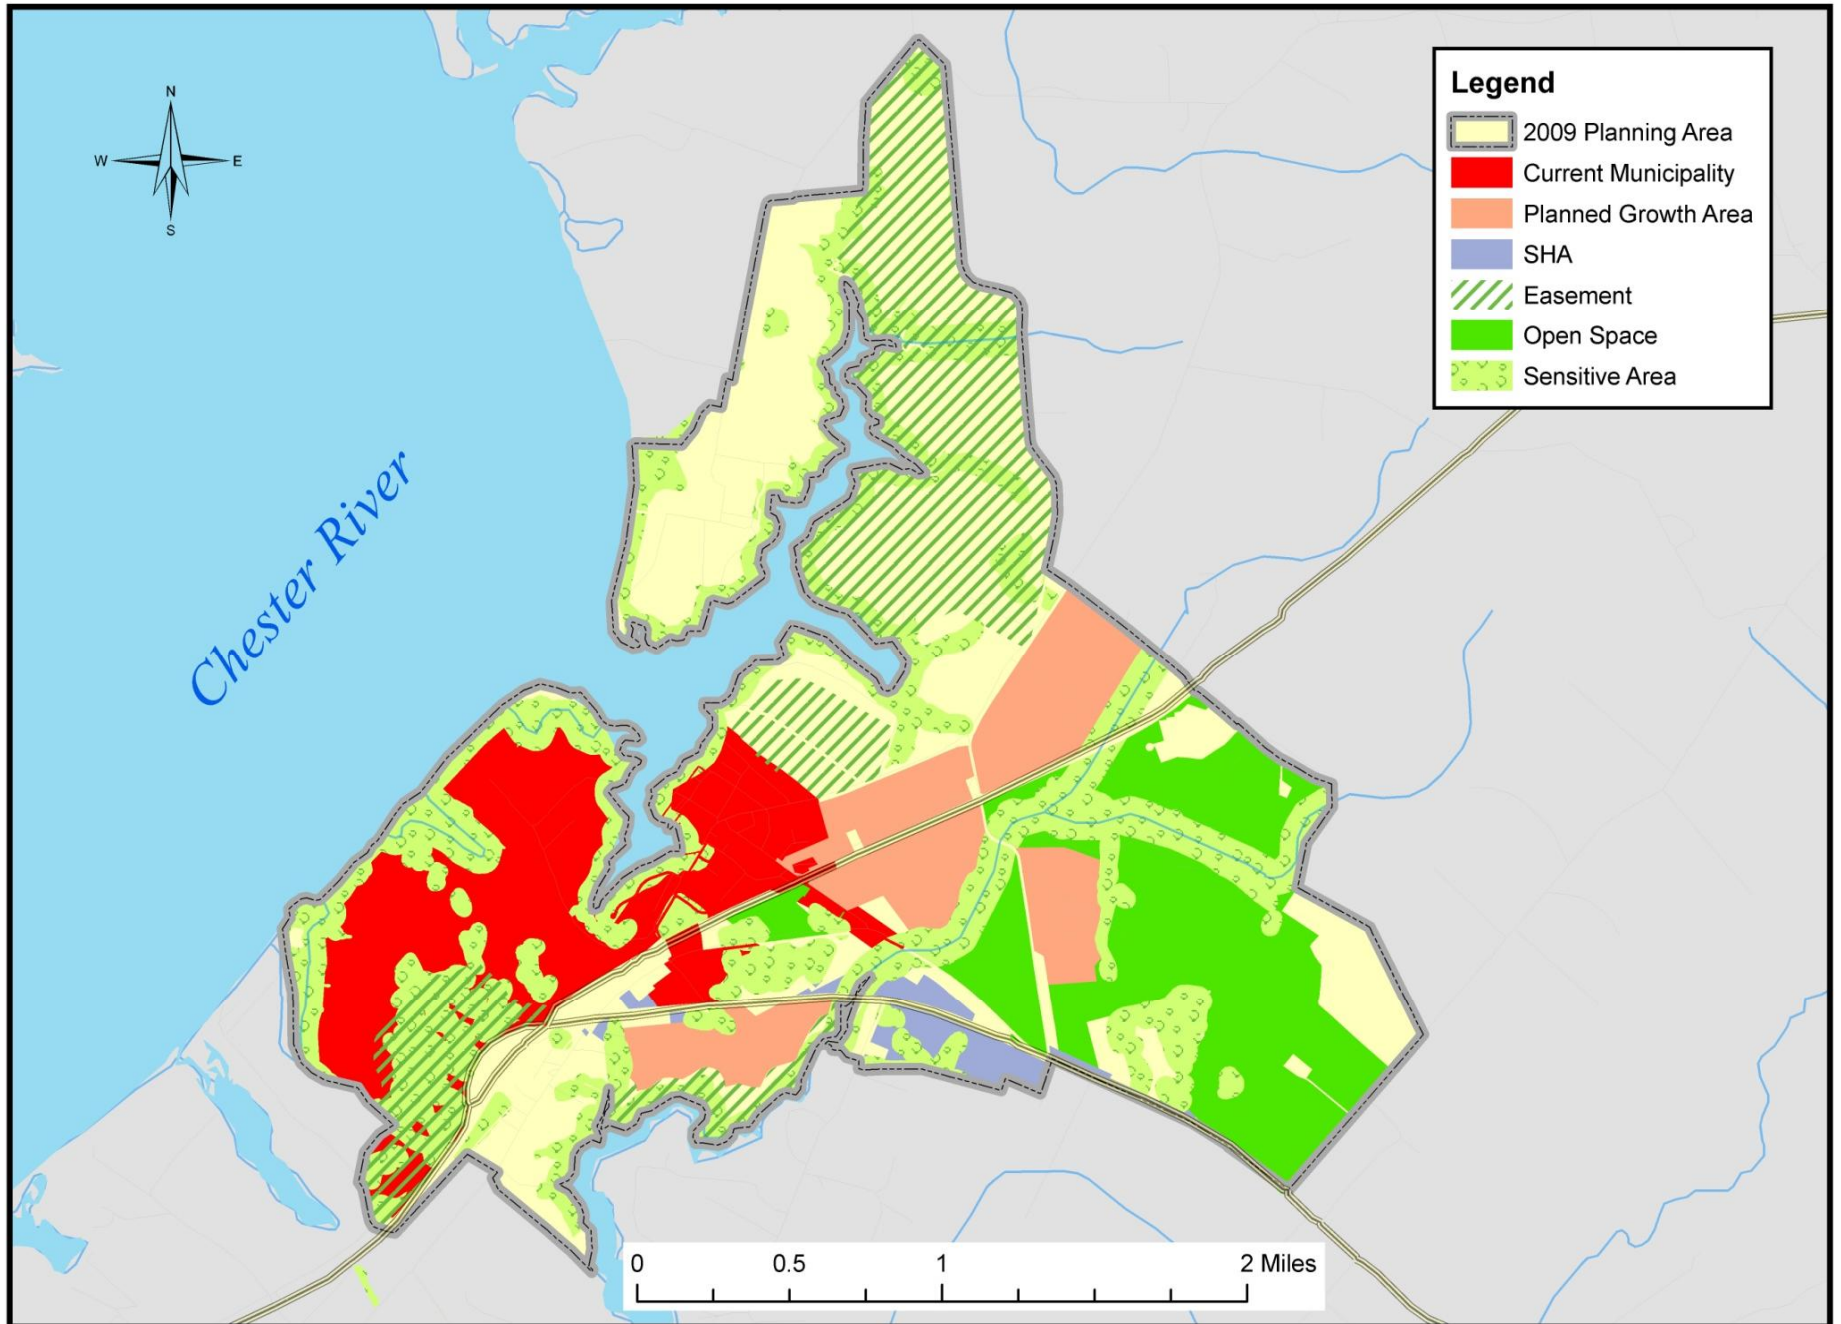 N
W E
S
Chester River
Legend
2009 Planning Area
Current Municipality
Planned Growth Area
SHA
Easement
Open Space
Sensitive Area
0 0.5 1 2 Miles